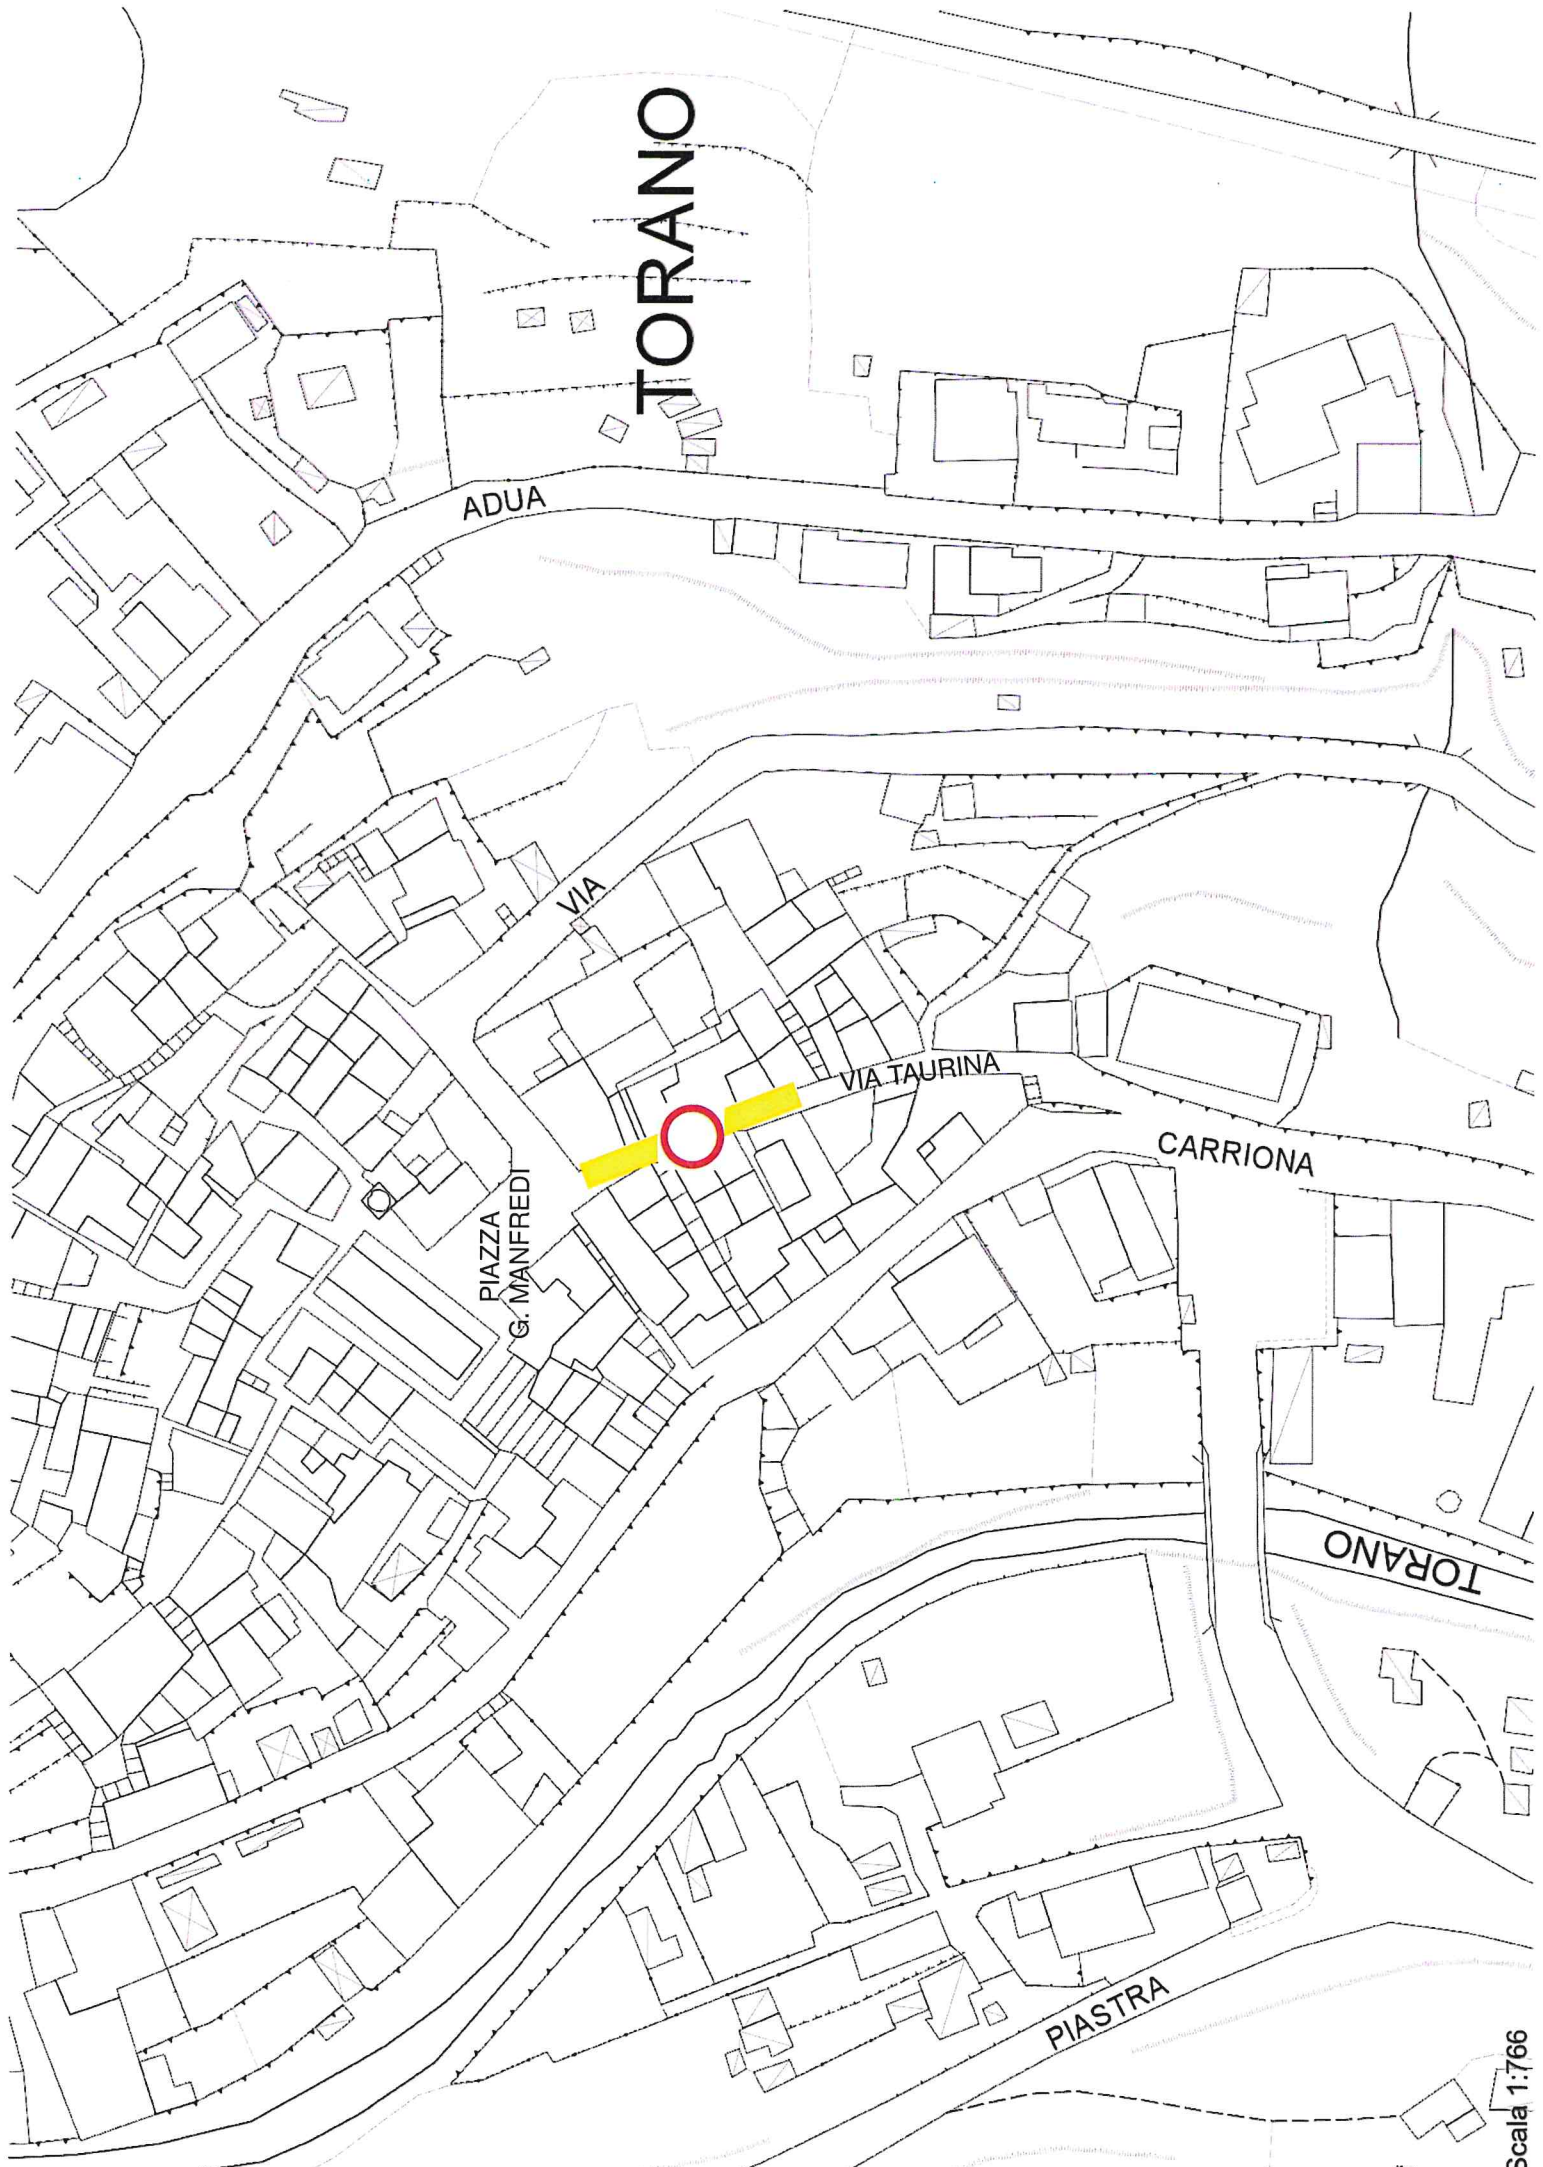 TORANO
ADUA
VIA
VIA TAURINA
CARRIONA
PIAZZA
G. MANFREDI
TORANO
PIASTRA
Scala 1:766